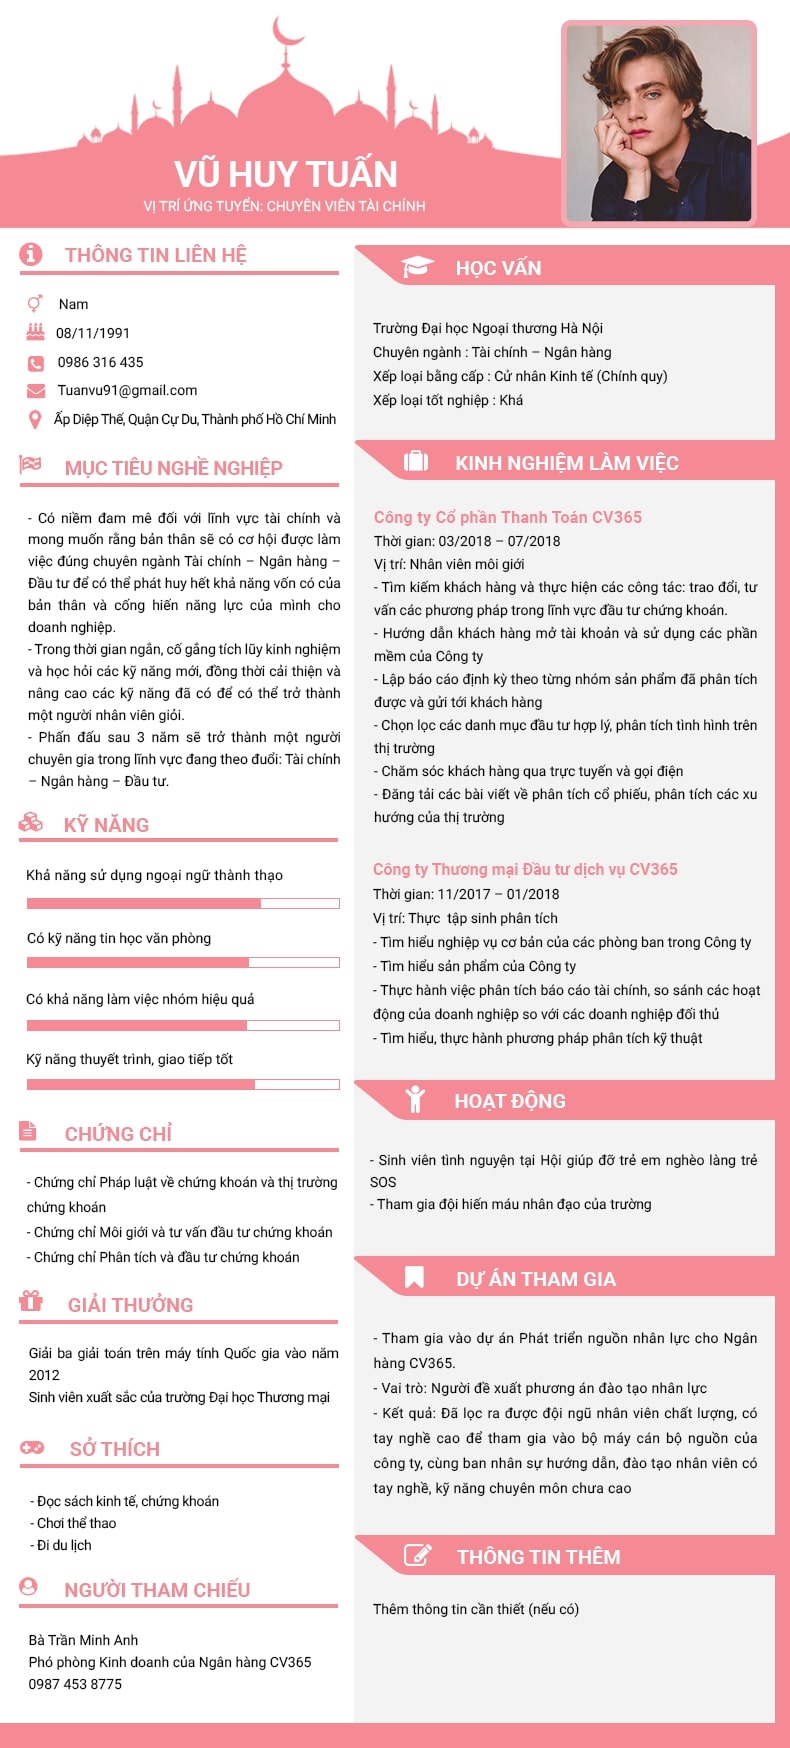 VŨ HUY TUẤN
VỊ TRÍ ỨNG TUYỂN: CHUYÊN VIÊN TÀI CHÍNH
THÔNG TIN LIÊN HỆ
Nam
08/11/1991
0986 316 435
Tuanvu91@gmail.com
Ấp Diệp Thế, Quận Cự Du, Thành phố Hồ Chí Minh
MỤC TIÊU NGHỀ NGHIỆP
- Có niềm đam mê đối với lĩnh vực tài chính và
mong muốn rằng bản thân sẽ có cơ hội được làm
việc đúng chuyên ngành Tài chính – Ngân hàng –
Đầu tư để có thể phát huy hết khả năng vốn có của
bản thân và cống hiến năng lực của mình cho
doanh nghiệp.
- Trong thời gian ngắn, cố gắng tích lũy kinh nghiệm
và học hỏi các kỹ năng mới, đồng thời cải thiện và
nâng cao các kỹ năng đã có để có thể trở thành
một người nhân viên giỏi.
- Phấn đấu sau 3 năm sẽ trở thành một người
chuyên gia trong lĩnh vực đang theo đuổi: Tài chính
– Ngân hàng – Đầu tư.
KỸ NĂNG
Khả năng sử dụng ngoại ngữ thành thạo
Có kỹ năng tin học văn phòng
Có khả năng làm việc nhóm hiệu quả
Kỹ năng thuyết trình, giao tiếp tốt
CHỨNG CHỈ
- Chứng chỉ Pháp luật về chứng khoán và thị trường
chứng khoán
- Chứng chỉ Môi giới và tư vấn đầu tư chứng khoán
- Chứng chỉ Phân tích và đầu tư chứng khoán
GIẢI THƯỞNG
Giải ba giải toán trên máy tính Quốc gia vào năm
2012
Sinh viên xuất sắc của trường Đại học Thương mại
SỞ THÍCH
- Đọc sách kinh tế, chứng khoán
- Chơi thể thao
- Đi du lịch
NGƯỜI THAM CHIẾU
Bà Trần Minh Anh
Phó phòng Kinh doanh của Ngân hàng CV365
0987 453 8775
HỌC VẤN
Trường Đại học Ngoại thương Hà Nội
Chuyên ngành : Tài chính – Ngân hàng
Xếp loại bằng cấp : Cử nhân Kinh tế (Chính quy)
Xếp loại tốt nghiệp : Khá
KINH NGHIỆM LÀM VIỆC
Công ty Cổ phần Thanh Toán CV365
Thời gian: 03/2018 – 07/2018
Vị trí: Nhân viên môi giới
- Tìm kiếm khách hàng và thực hiện các công tác: trao đổi, tư
vấn các phương pháp trong lĩnh vực đầu tư chứng khoán.
- Hướng dẫn khách hàng mở tài khoản và sử dụng các phần
mềm của Công ty
- Lập báo cáo định kỳ theo từng nhóm sản phẩm đã phân tích
được và gửi tới khách hàng
- Chọn lọc các danh mục đầu tư hợp lý, phân tích tình hình trên
thị trường
- Chăm sóc khách hàng qua trực tuyến và gọi điện
- Đăng tải các bài viết về phân tích cổ phiếu, phân tích các xu
hướng của thị trường
Công ty Thương mại Đầu tư dịch vụ CV365
Thời gian: 11/2017 – 01/2018
Vị trí: Thực tập sinh phân tích
- Tìm hiểu nghiệp vụ cơ bản của các phòng ban trong Công ty
- Tìm hiểu sản phẩm của Công ty
- Thực hành việc phân tích báo cáo tài chính, so sánh các hoạt
động của doanh nghiệp so với các doanh nghiệp đối thủ
- Tìm hiểu, thực hành phương pháp phân tích kỹ thuật
HOẠT ĐỘNG
- Sinh viên tình nguyện tại Hội giúp đỡ trẻ em nghèo làng trẻ
SOS
- Tham gia đội hiến máu nhân đạo của trường
DỰ ÁN THAM GIA
- Tham gia vào dự án Phát triển nguồn nhân lực cho Ngân
hàng CV365.
- Vai trò: Người đề xuất phương án đào tạo nhân lực
- Kết quả: Đã lọc ra được đội ngũ nhân viên chất lượng, có
tay nghề cao để tham gia vào bộ máy cán bộ nguồn của
công ty, cùng ban nhân sự hướng dẫn, đào tạo nhân viên có
tay nghề, kỹ năng chuyên môn chưa cao
THÔNG TIN THÊM
Thêm thông tin cần thiết (nếu có)